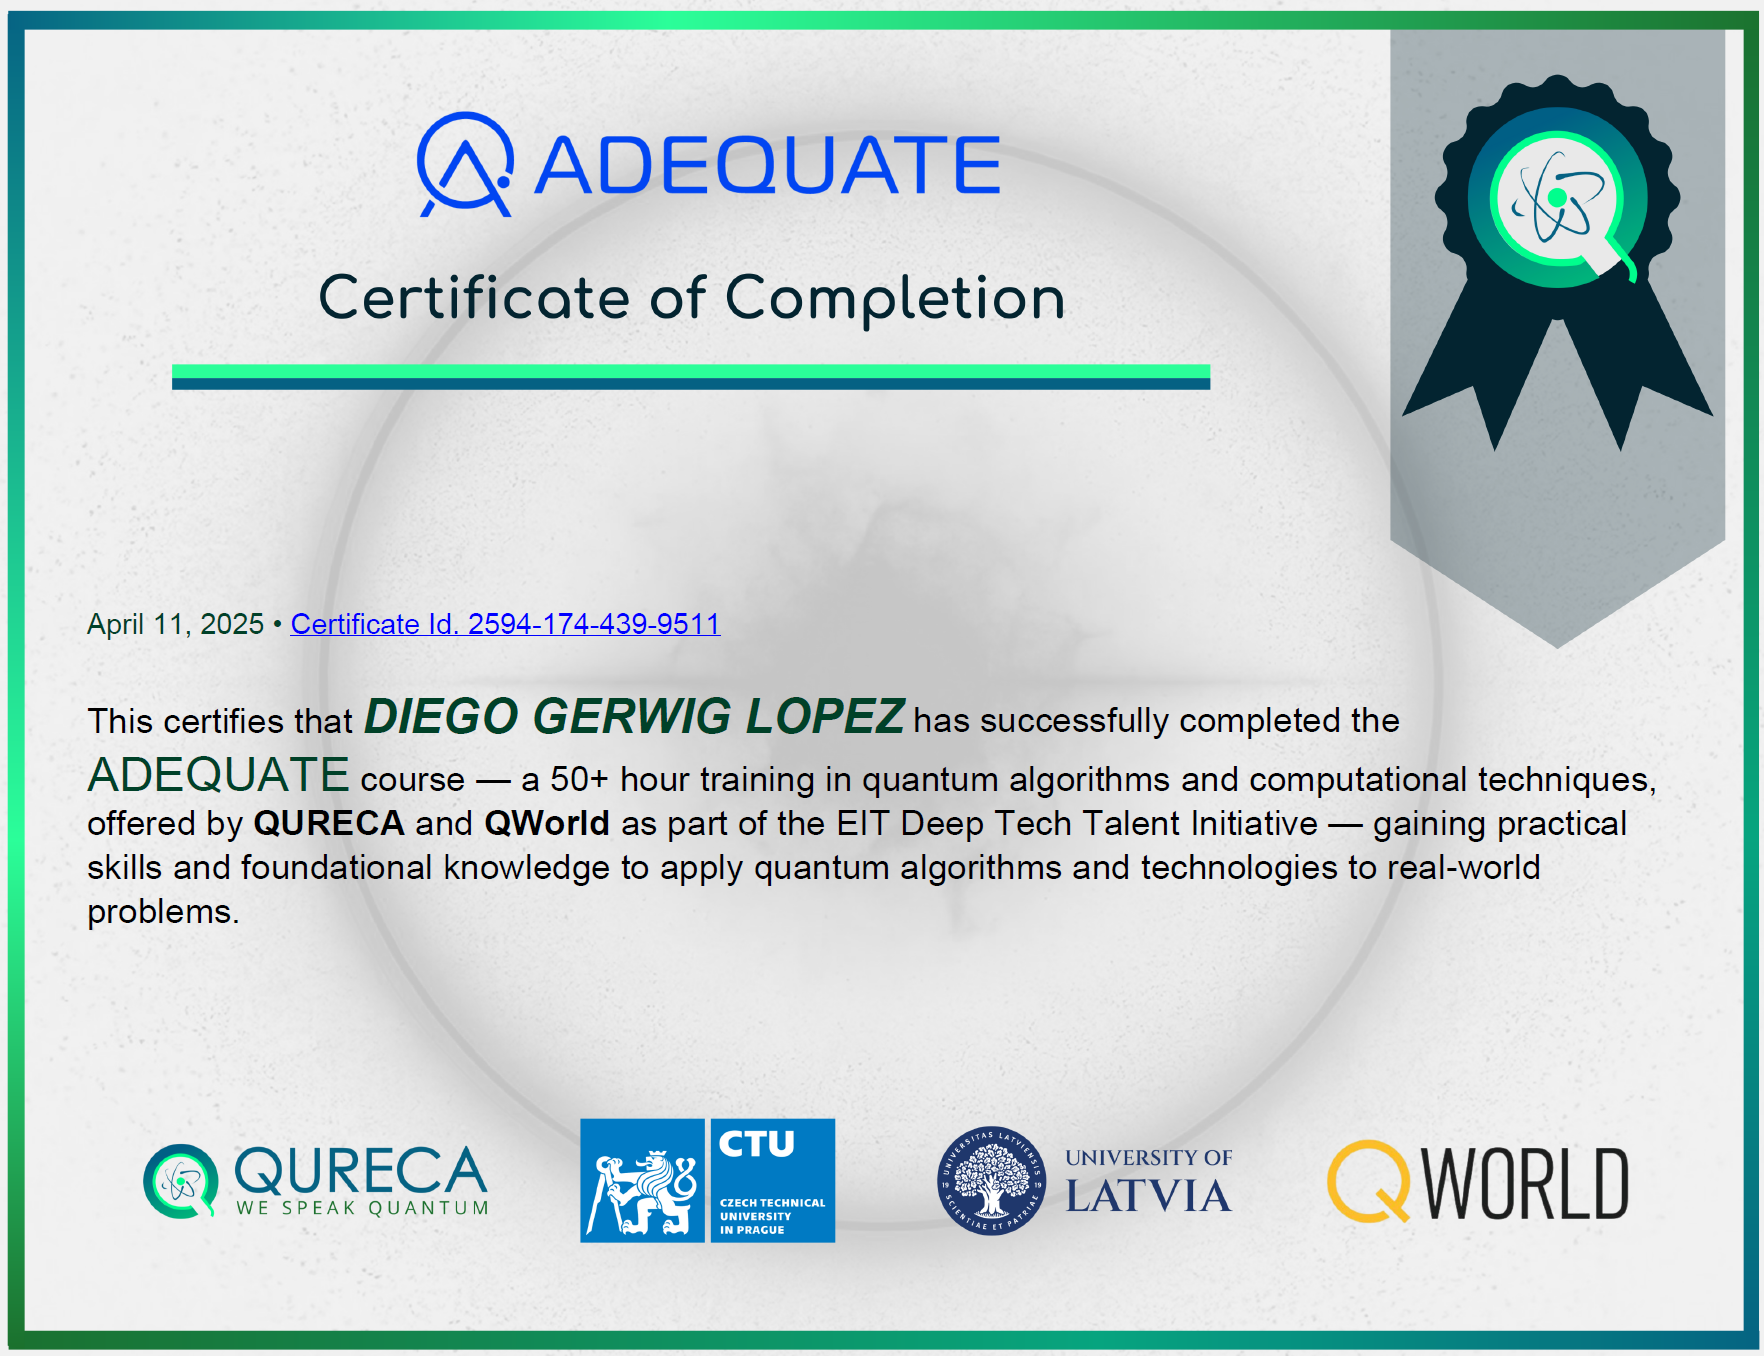 ADEQUATE
Certificate of Completion
April 11, 2025 • Certificate Id. 2594-174-439-9511
This certifies that DIEGO GERWIG LOPEZ has successfully completed the
ADEQUATE course — a 50+ hour training in quantum algorithms and computational techniques,
offered by QURECA and QWorld as part of the EIT Deep Tech Talent Initiative — gaining practical
skills and foundational knowledge to apply quantum algorithms and technologies to real-world
problems.
QURECA
WE SPEAK QUANTUM
CTU
CZECH TECHNICAL
UNIVERSITY
IN PRAGUE
UNIVERSITAS LATVIENSIS
19 19
SCIENTIAE ET PATRIAE
UNIVERSITY OF
LATVIA
QWORLD